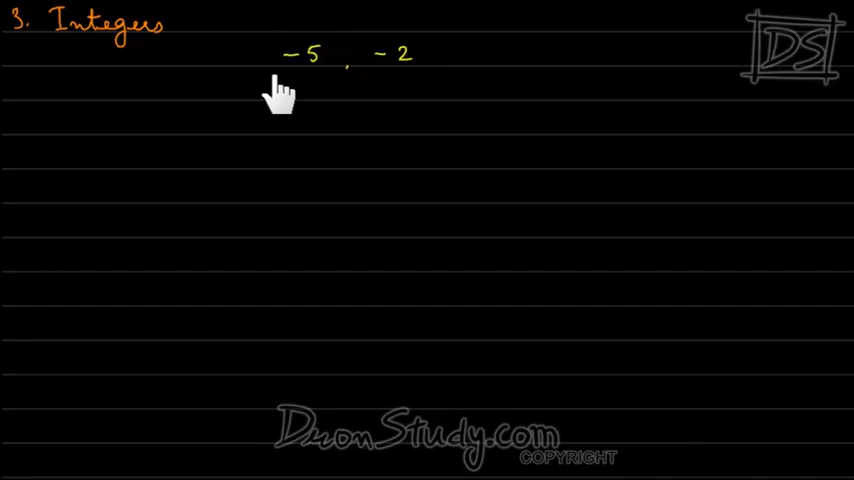 3. Integers
-5 , -2
DS
DronStudy.com
COPYRIGHT